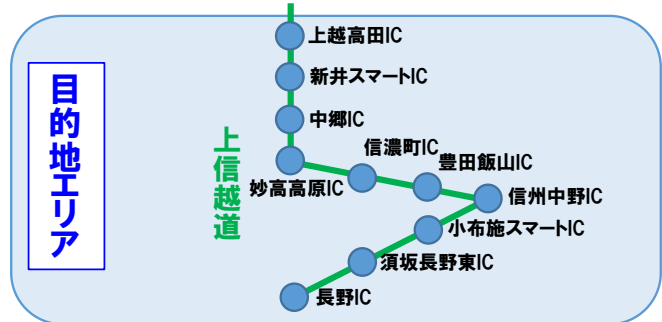 上越高田IC
新井スマートIC
中郷IC
信濃町IC
豊田飯山IC
妙高高原IC
信州中野IC
小布施スマートIC
須坂長野東IC
長野IC
目的地エリア
上信越道